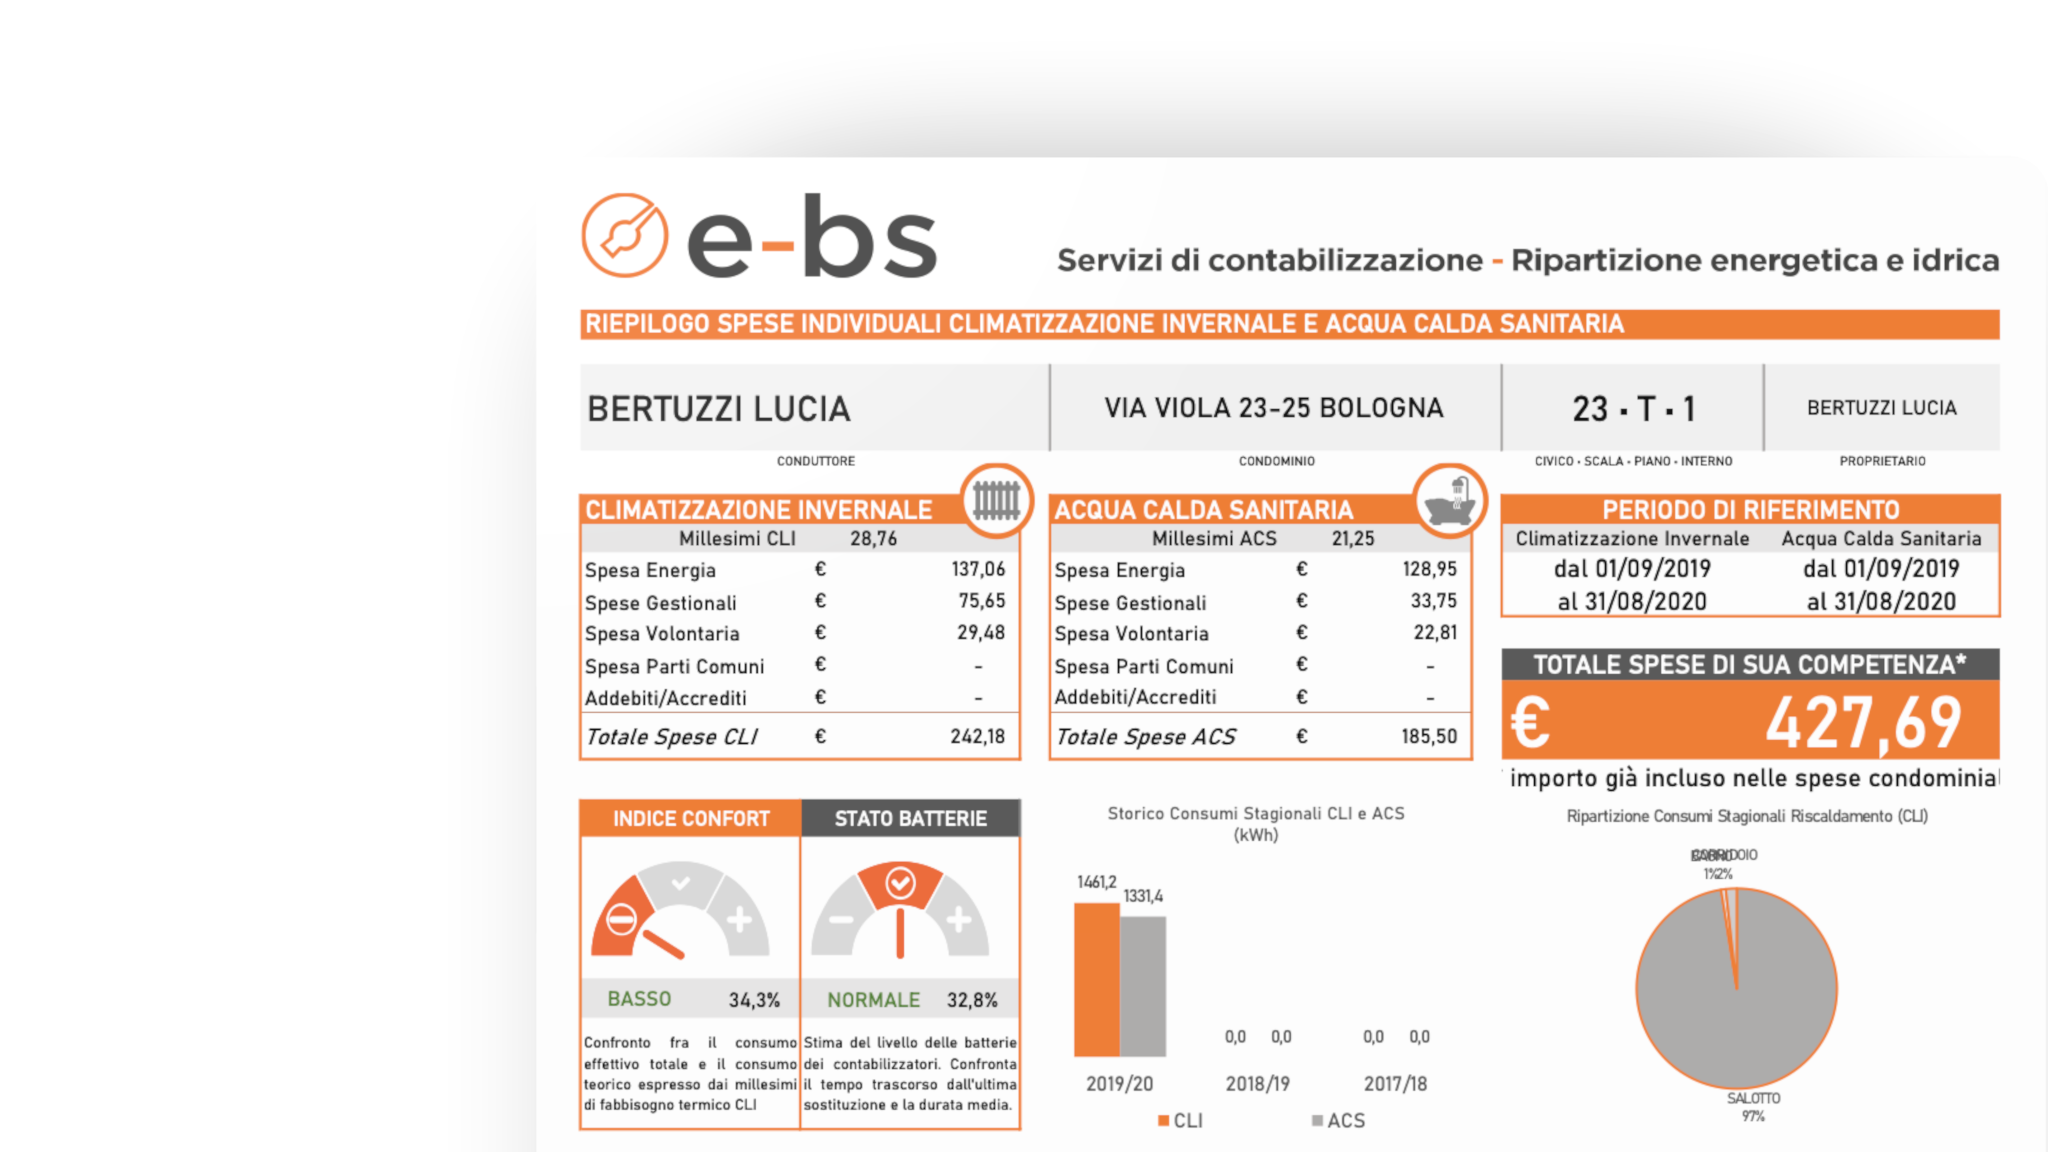 e-bs
Servizi di contabilizzazione - Ripartizione energetica e idrica
RIEPILOGO SPESE INDIVIDUALI CLIMATIZZAZIONE INVERNALE E ACQUA CALDA SANITARIA
BERTUZZI LUCIA
VIA VIOLA 23-25 BOLOGNA
23 · T · 1
BERTUZZI LUCIA
CONDUTTORE
CONDOMINIO
CIVICO · SCALA · PIANO · INTERNO
PROPRIETARIO
CLIMATIZZAZIONE INVERNALE
Millesimi CLI 28,76
Spesa Energia € 137,06
Spese Gestionali € 75,65
Spesa Volontaria € 29,48
Spesa Parti Comuni € -
Addebiti/Accrediti € -
Totale Spese CLI € 242,18
ACQUA CALDA SANITARIA
Millesimi ACS 21,25
Spesa Energia € 128,95
Spese Gestionali € 33,75
Spesa Volontaria € 22,81
Spesa Parti Comuni € -
Addebiti/Accrediti € -
Totale Spese ACS € 185,50
PERIODO DI RIFERIMENTO
Climatizzazione Invernale Acqua Calda Sanitaria
dal 01/09/2019 dal 01/09/2019
al 31/08/2020 al 31/08/2020
TOTALE SPESE DI SUA COMPETENZA*
€ 427,69
importo già incluso nelle spese condominial
INDICE CONFORT
BASSO 34,3%
Confronto fra il consumo
effettivo totale e il consumo
teorico espresso dai millesimi
di fabbisogno termico CLI
STATO BATTERIE
NORMALE 32,8%
Stima del livello delle batterie
dei contabilizzatori. Confronta
il tempo trascorso dall'ultima
sostituzione e la durata media.
Storico Consumi Stagionali CLI e ACS
(kWh)
1461,2
1331,4
0,0 0,0 0,0 0,0
2019/20 2018/19 2017/18
CLI ACS
Ripartizione Consumi Stagionali Riscaldamento (CLI)
CORRIDOIO
1% 2%
SALOTTO
97%